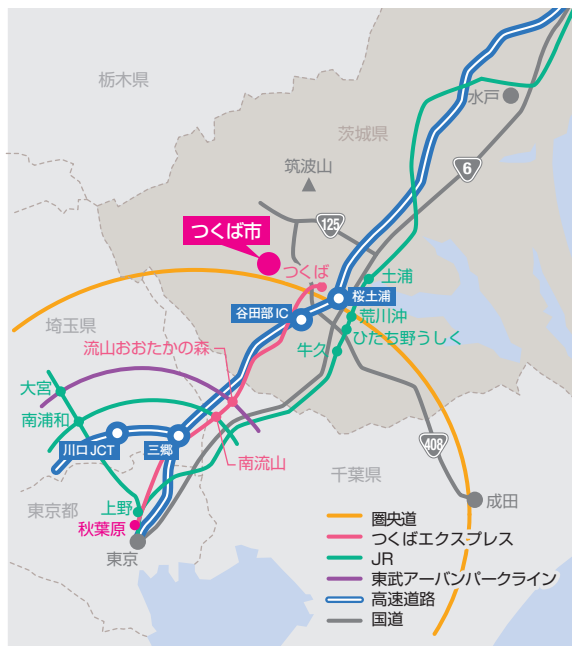 栃木県
水戸
茨城県
筑波山
6
125
つくば市
つくば
土浦
桜土浦
谷田部 IC
荒川沖
埼玉県
ひたち野うしく
流山おおたかの森
牛久
大宮
南浦和
川口 JCT
三郷
408
南流山
千葉県
東京都
上野
成田
秋葉原
東京
圏央道
つくばエクスプレス
JR
東武アーバンパークライン
高速道路
国道